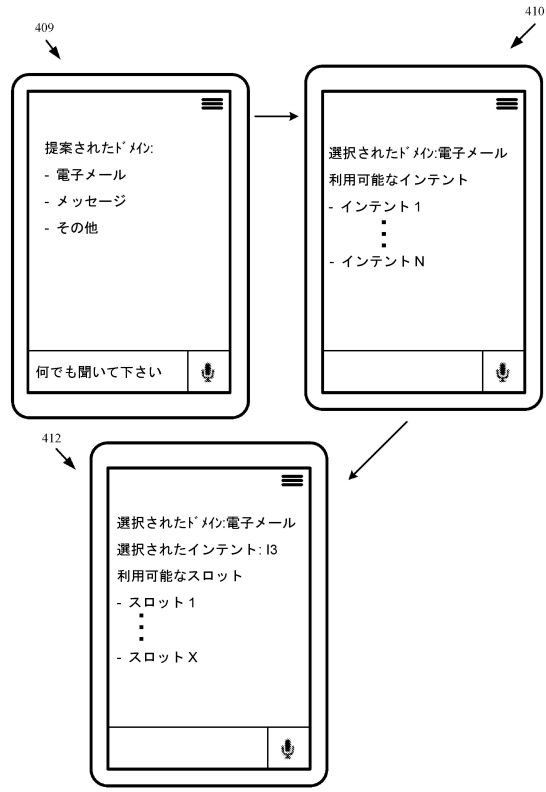 409
提案されたﾄﾞﾒｲﾝ:
- 電子メール
- メッセージ
- その他
何でも聞いて下さい
410
選択されたﾄﾞﾒｲﾝ:電子メール
利用可能なインテント
- インテント 1
- インテント N
412
選択されたﾄﾞﾒｲﾝ:電子メール
選択されたインテント: I3
利用可能なスロット
- スロット 1
- スロット X